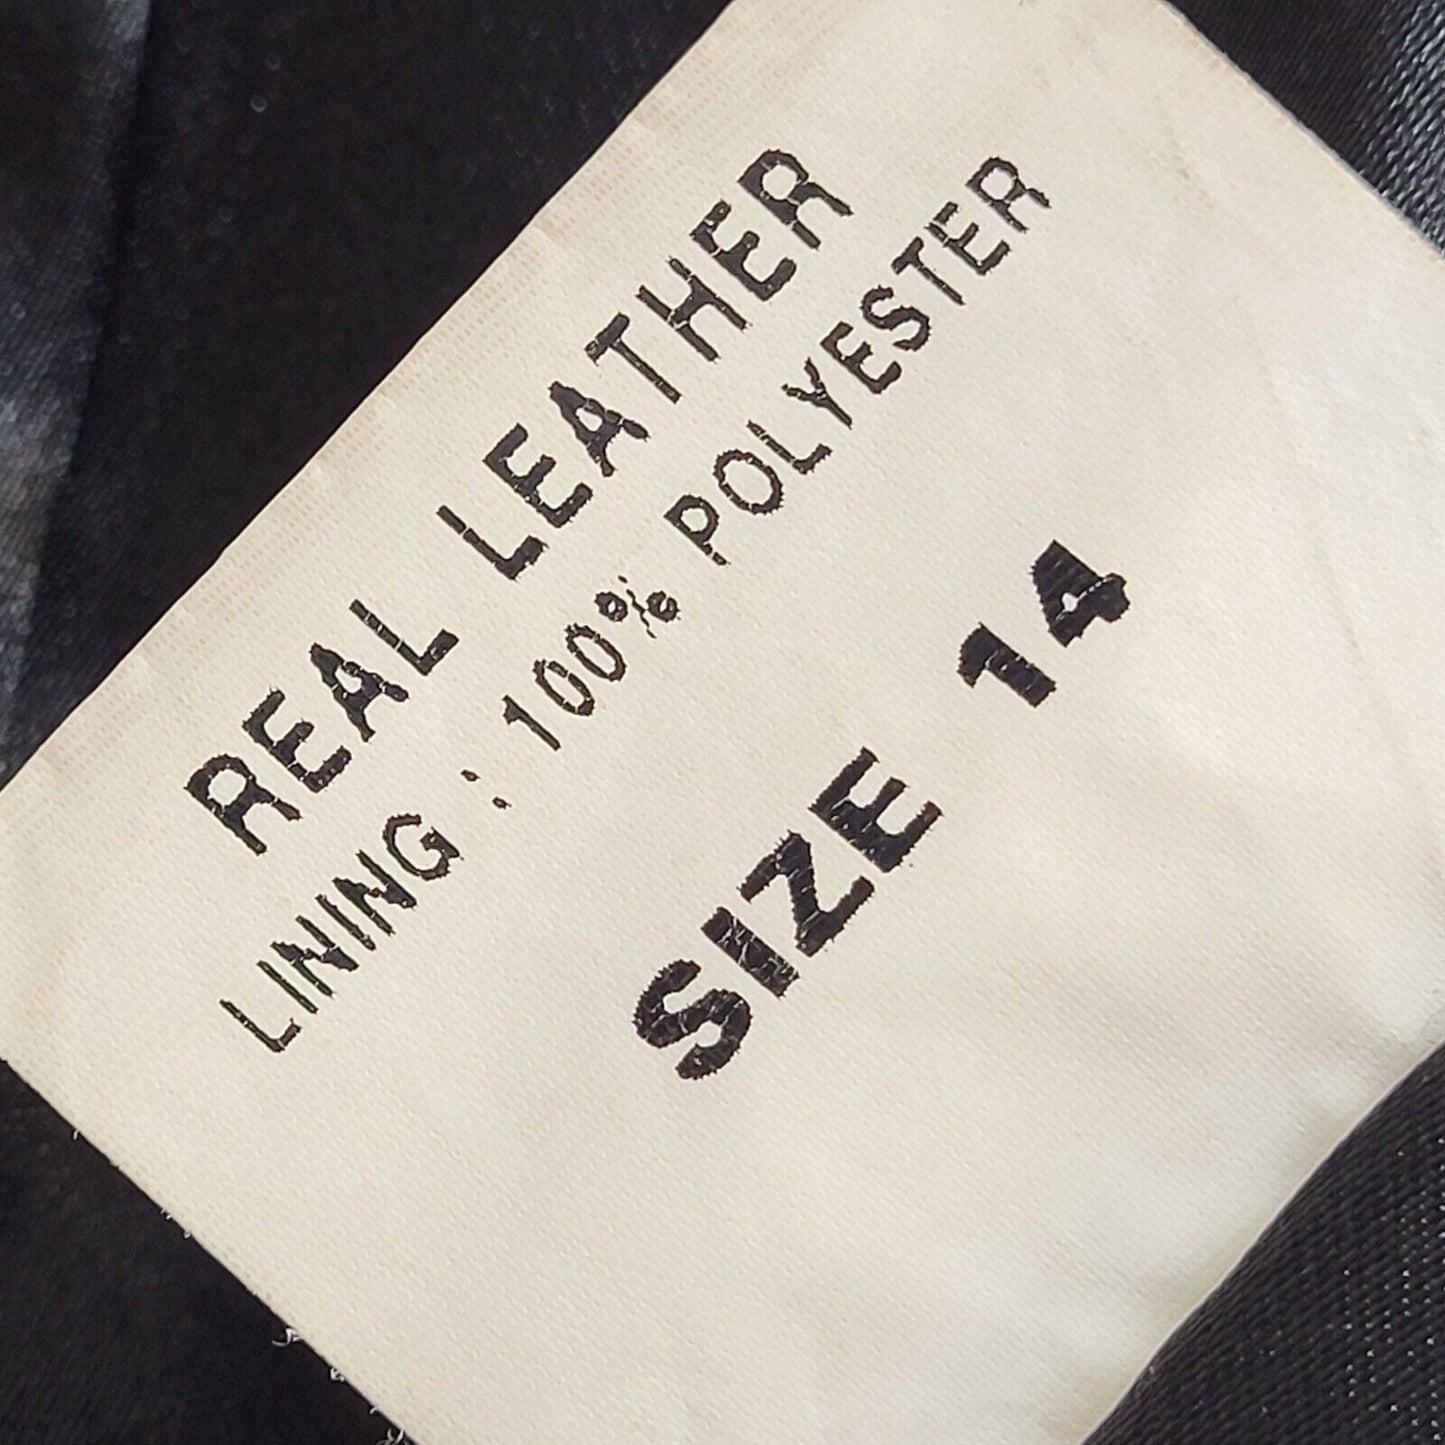 REAL LEATHER
LINING : 100% POLYESTER
SIZE 14